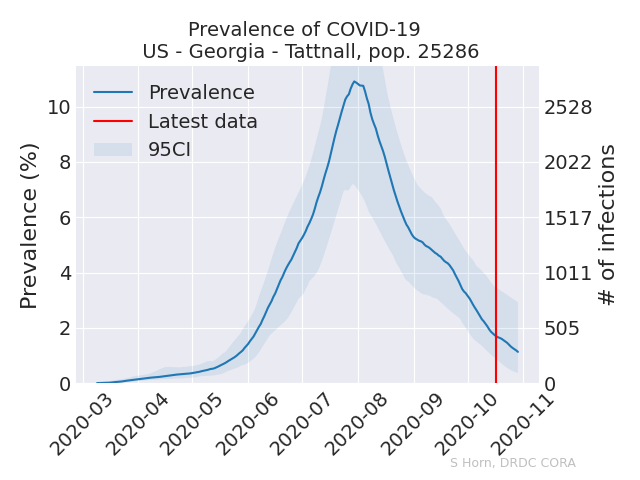 Prevalence of COVID-19
US - Georgia - Tattnall, pop. 25286
Prevalence
Latest data
95CI
Prevalence (%)
10
8
6
4
2
0
# of infections
2528
2022
1517
1011
505
0
2020-03
2020-04
2020-05
2020-06
2020-07
2020-08
2020-09
2020-10
2020-11
S Horn, DRDC CORA